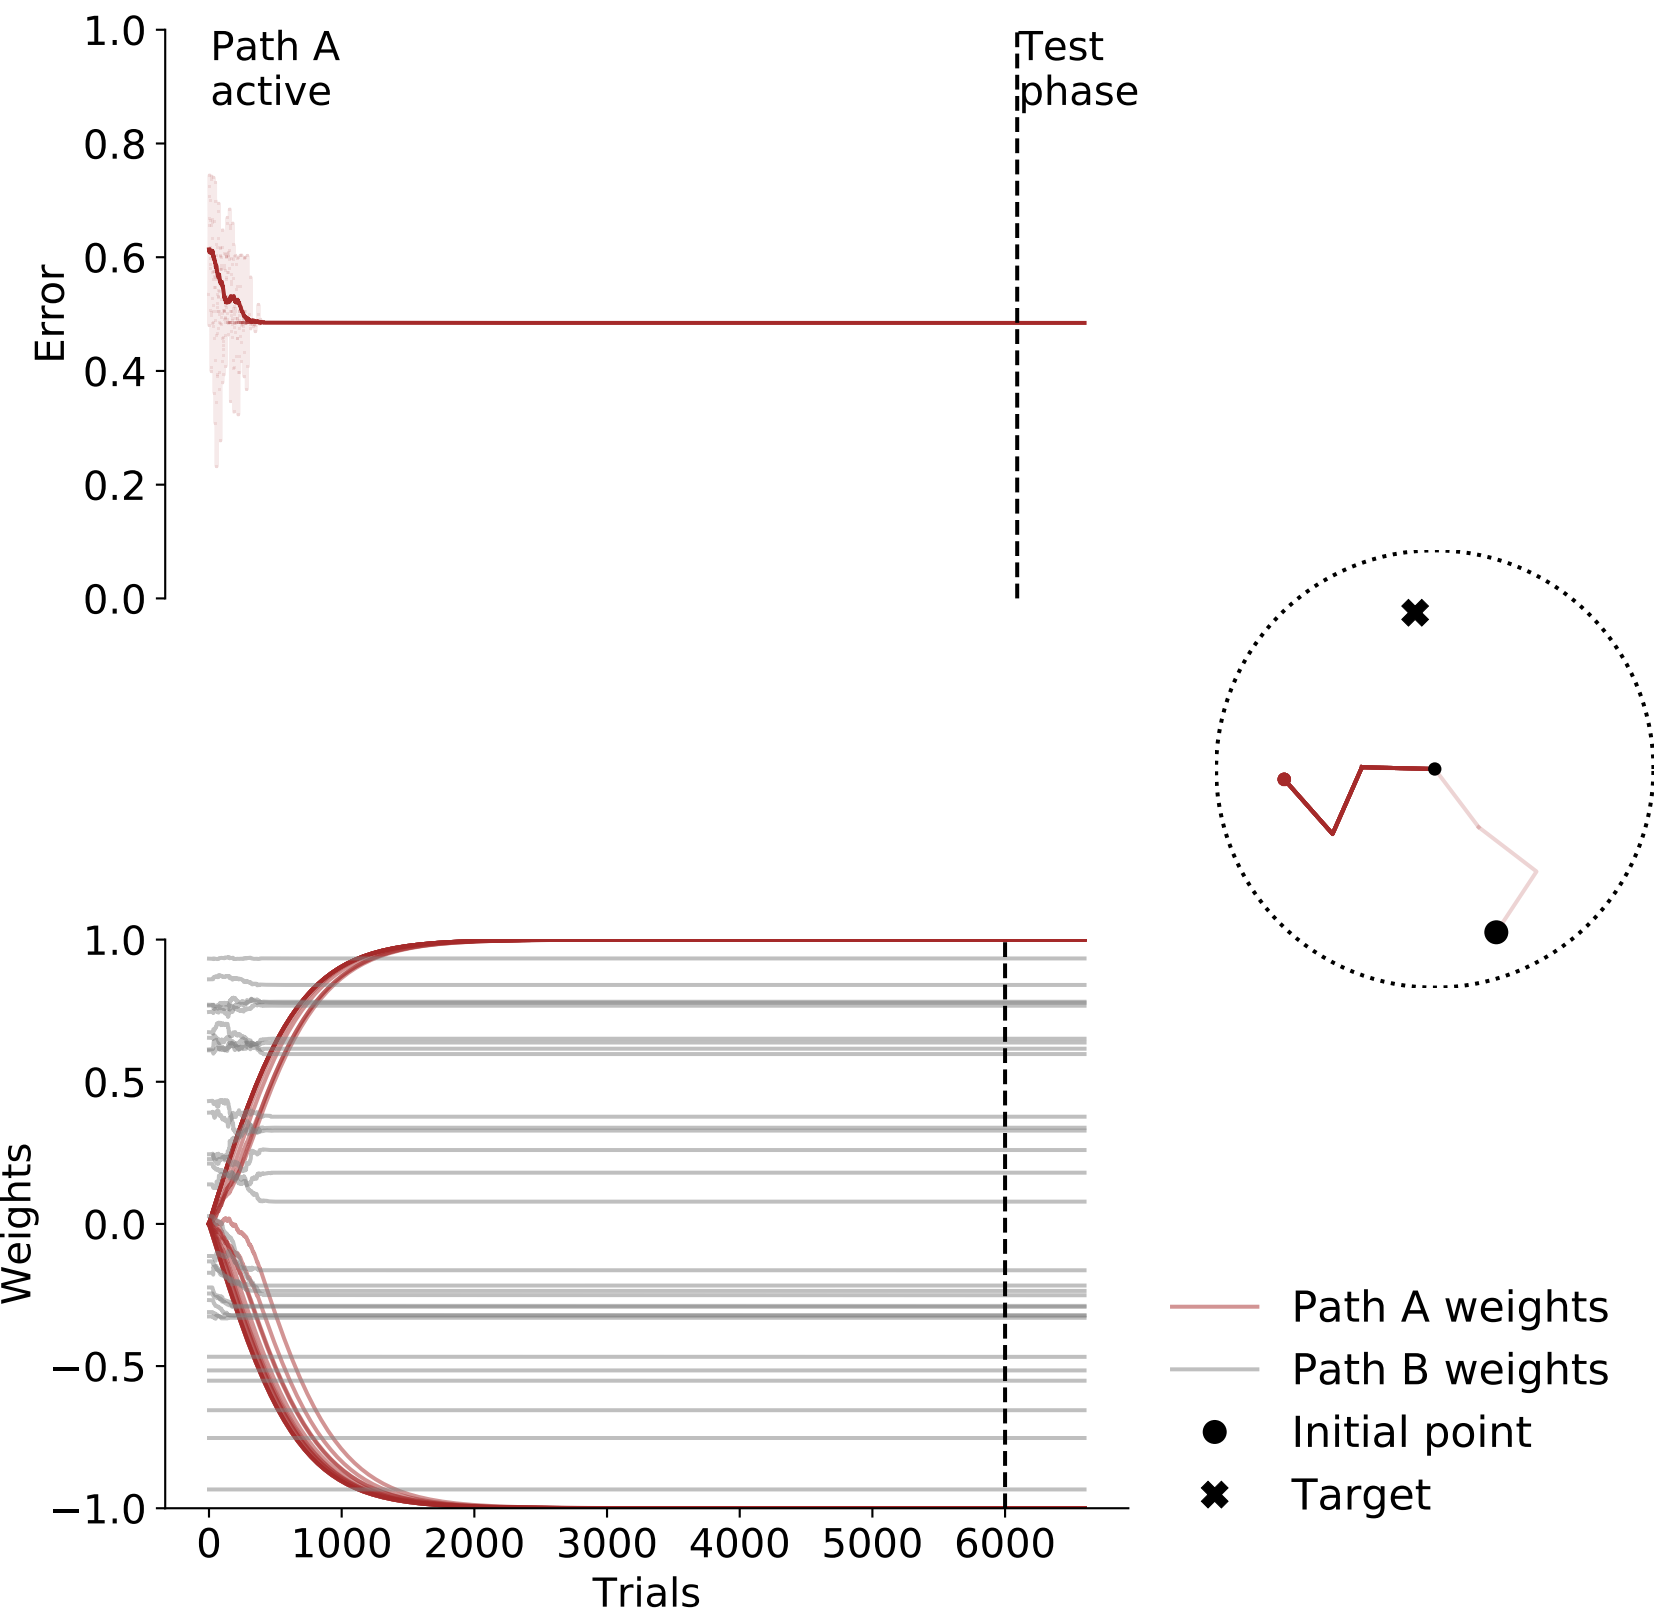 Path A
active
Test
phase
1.0
0.8
0.6
0.4
0.2
0.0
Error
1.0
0.5
0.0
−0.5
−1.0
Weights
0 1000 2000 3000 4000 5000 6000
Trials
Path A weights
Path B weights
Initial point
Target